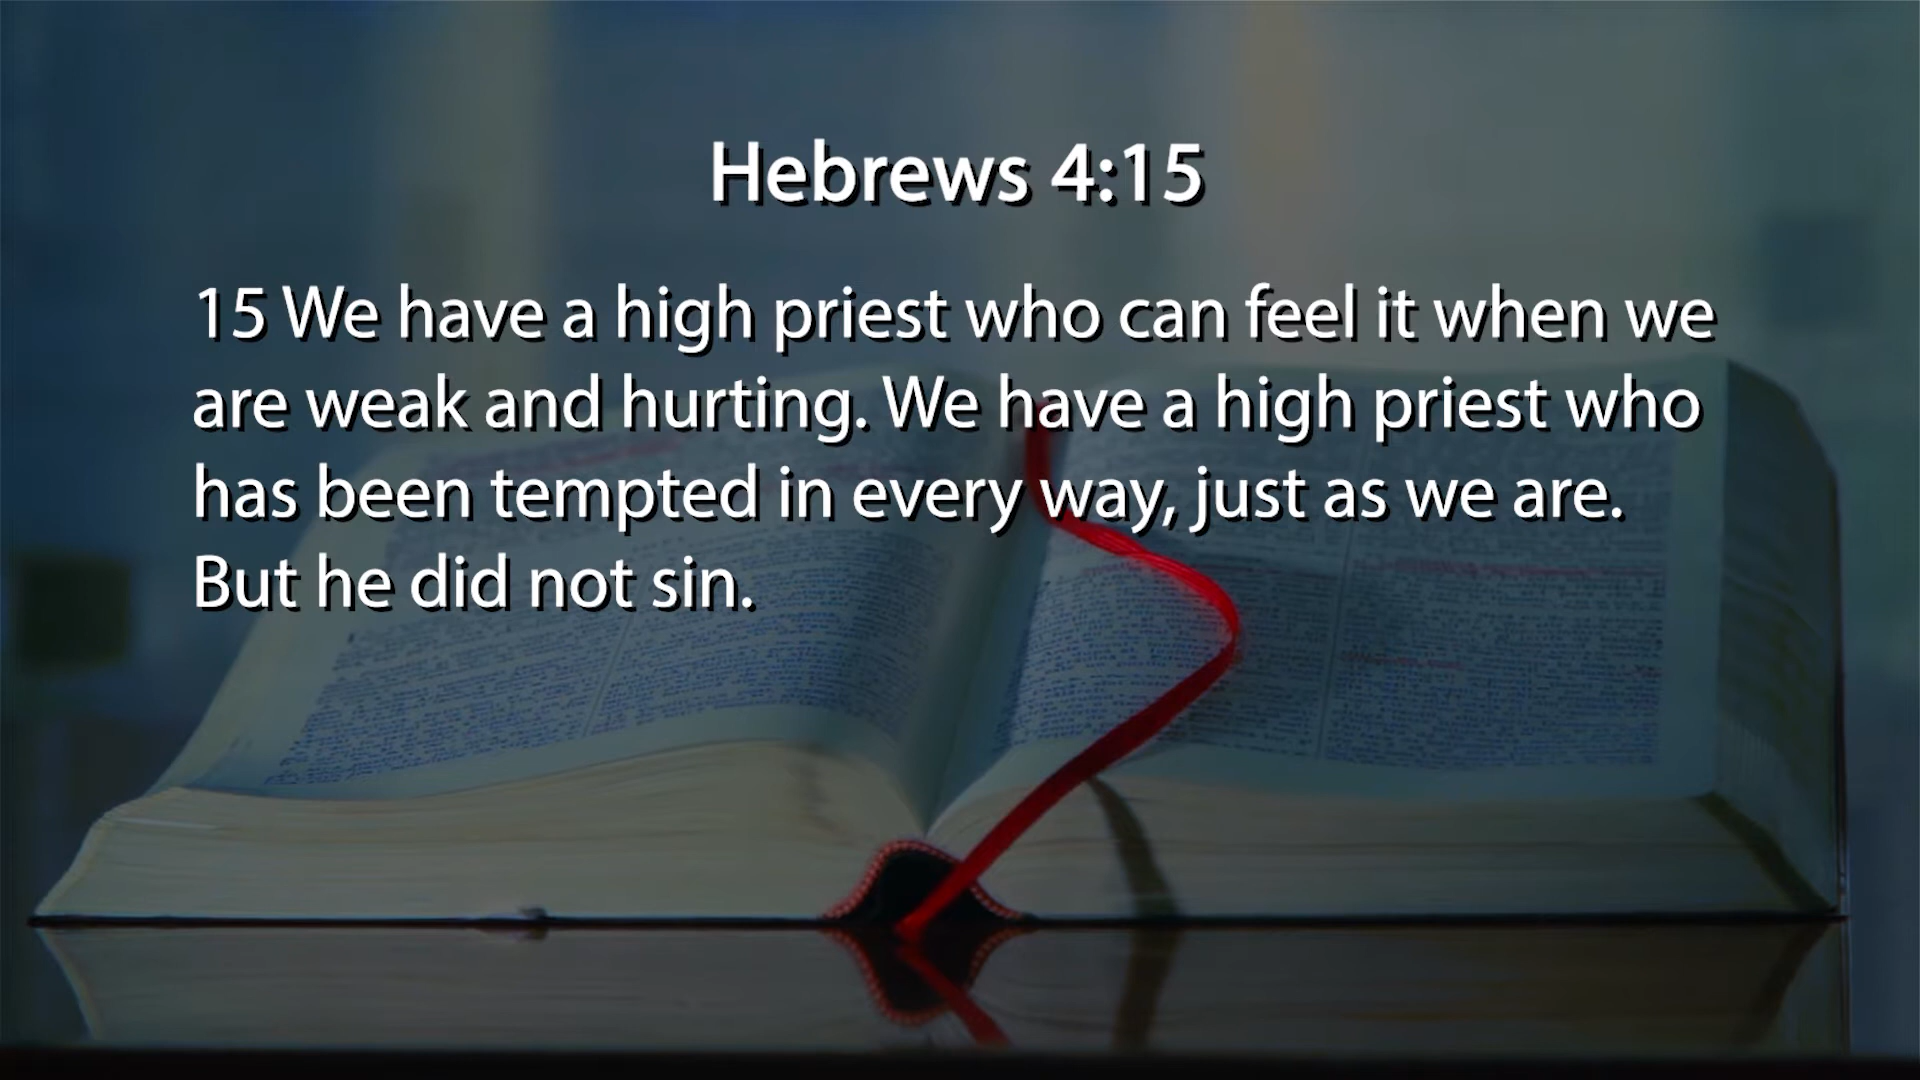 Hebrews 4:15
15 We have a high priest who can feel it when we
are weak and hurting. We have a high priest who
has been tempted in every way, just as we are.
But he did not sin.